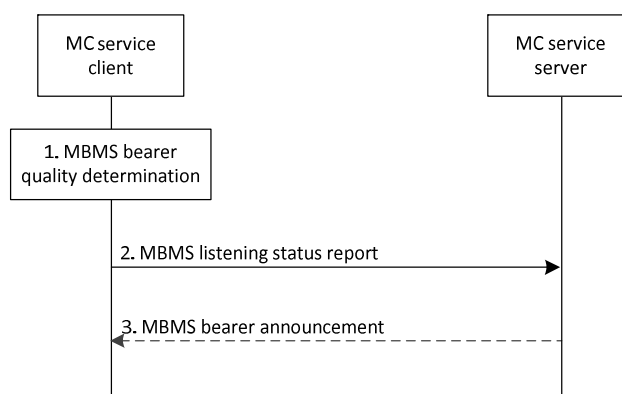 MC service
client
MC service
server
1. MBMS bearer
quality determination
2. MBMS listening status report
3. MBMS bearer announcement